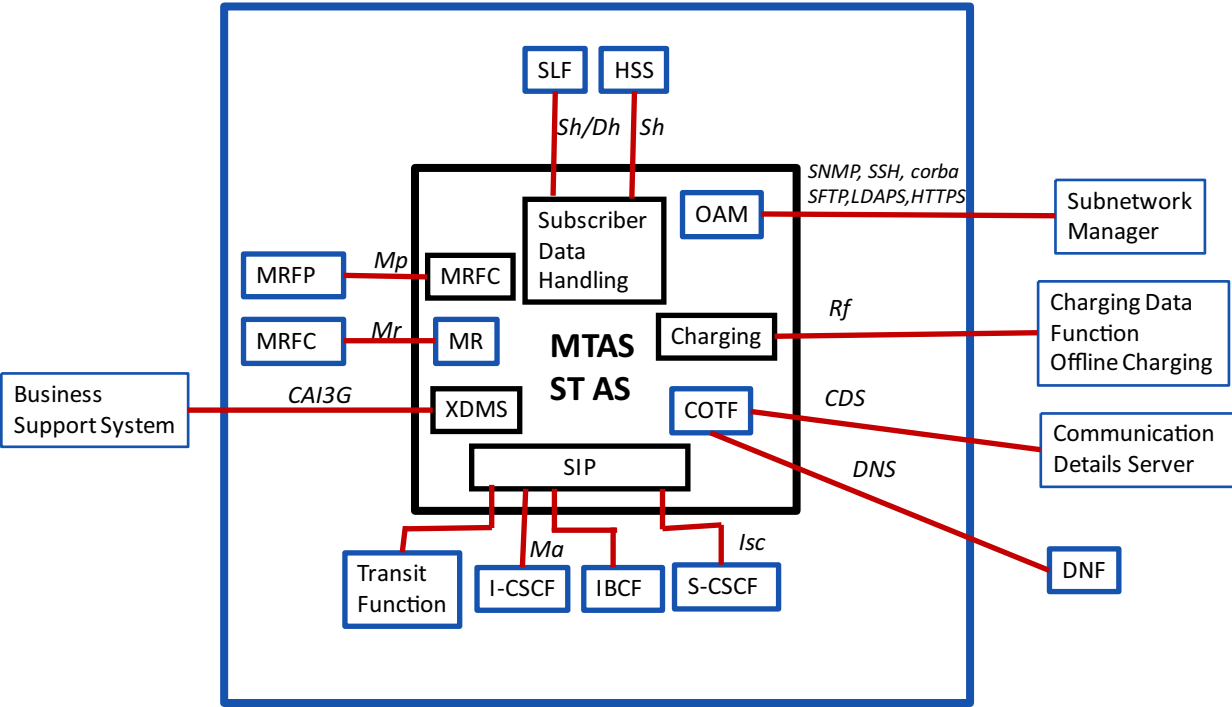 SLF
HSS
Sh/Dh
Sh
SNMP, SSH, corba
SFTP,LDAPS,HTTPS
OAM
Subnetwork
Manager
Subscriber
Data
Handling
Mp
MRFP
MRFC
Rf
Charging Data
Function
Offline Charging
MRFC
Mr
MR
Charging
MTAS
ST AS
Business
Support System
CAI3G
XDMS
COTF
CDS
Communication
Details Server
SIP
DNS
Ma
Isc
Transit
Function
I-CSCF
IBCF
S-CSCF
DNF